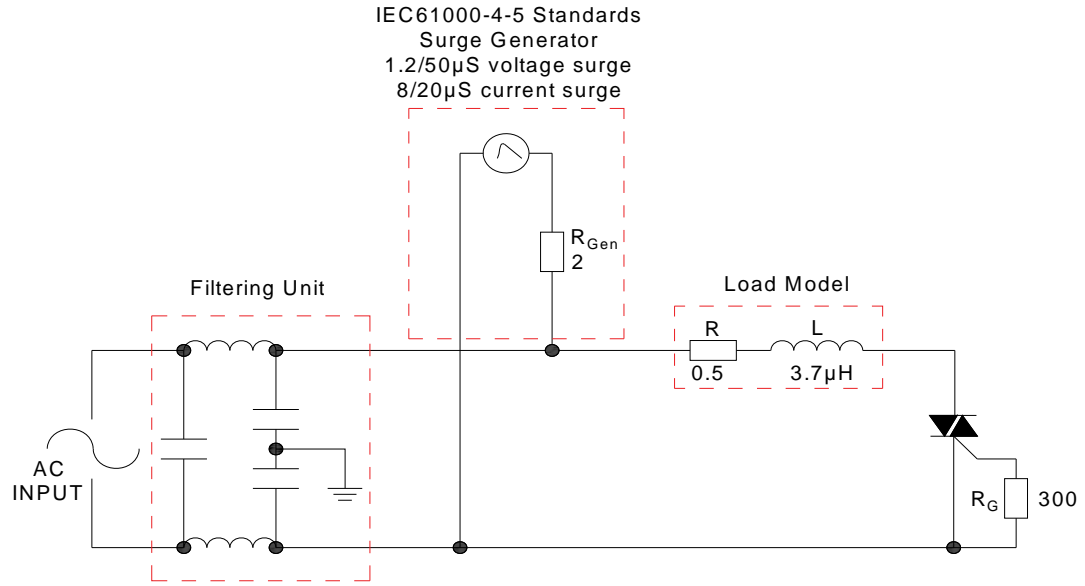 IEC61000-4-5 Standards
Surge Generator
1.2/50µS voltage surge
8/20µS current surge
RGen
2
Filtering Unit
Load Model
R
L
0.5
3.7µH
AC
INPUT
RG
300